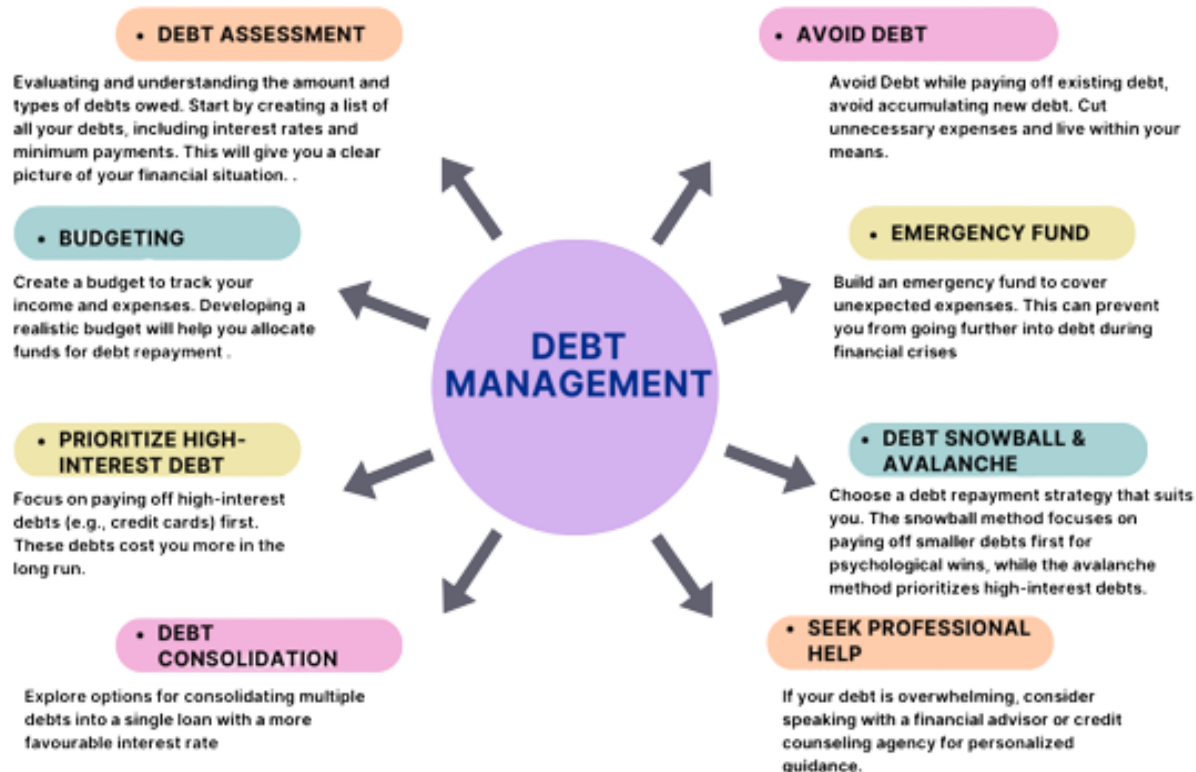 • DEBT ASSESSMENT
Evaluating and understanding the amount and
types of debts owed. Start by creating a list of
all your debts, including interest rates and
minimum payments. This will give you a clear
picture of your financial situation. .
• BUDGETING
Create a budget to track your
income and expenses. Developing a
realistic budget will help you allocate
funds for debt repayment .
• PRIORITIZE HIGH-
INTEREST DEBT
Focus on paying off high-interest
debts (e.g., credit cards) first.
These debts cost you more in the
long run.
• DEBT
CONSOLIDATION
Explore options for consolidating multiple
debts into a single loan with a more
favourable interest rate
DEBT
MANAGEMENT
• AVOID DEBT
Avoid Debt while paying off existing debt,
avoid accumulating new debt. Cut
unnecessary expenses and live within your
means.
• EMERGENCY FUND
Build an emergency fund to cover
unexpected expenses. This can prevent
you from going further into debt during
financial crises
• DEBT SNOWBALL &
AVALANCHE
Choose a debt repayment strategy that suits
you. The snowball method focuses on
paying off smaller debts first for
psychological wins, while the avalanche
method prioritizes high-interest debts.
• SEEK PROFESSIONAL
HELP
If your debt is overwhelming, consider
speaking with a financial advisor or credit
counseling agency for personalized
guidance.